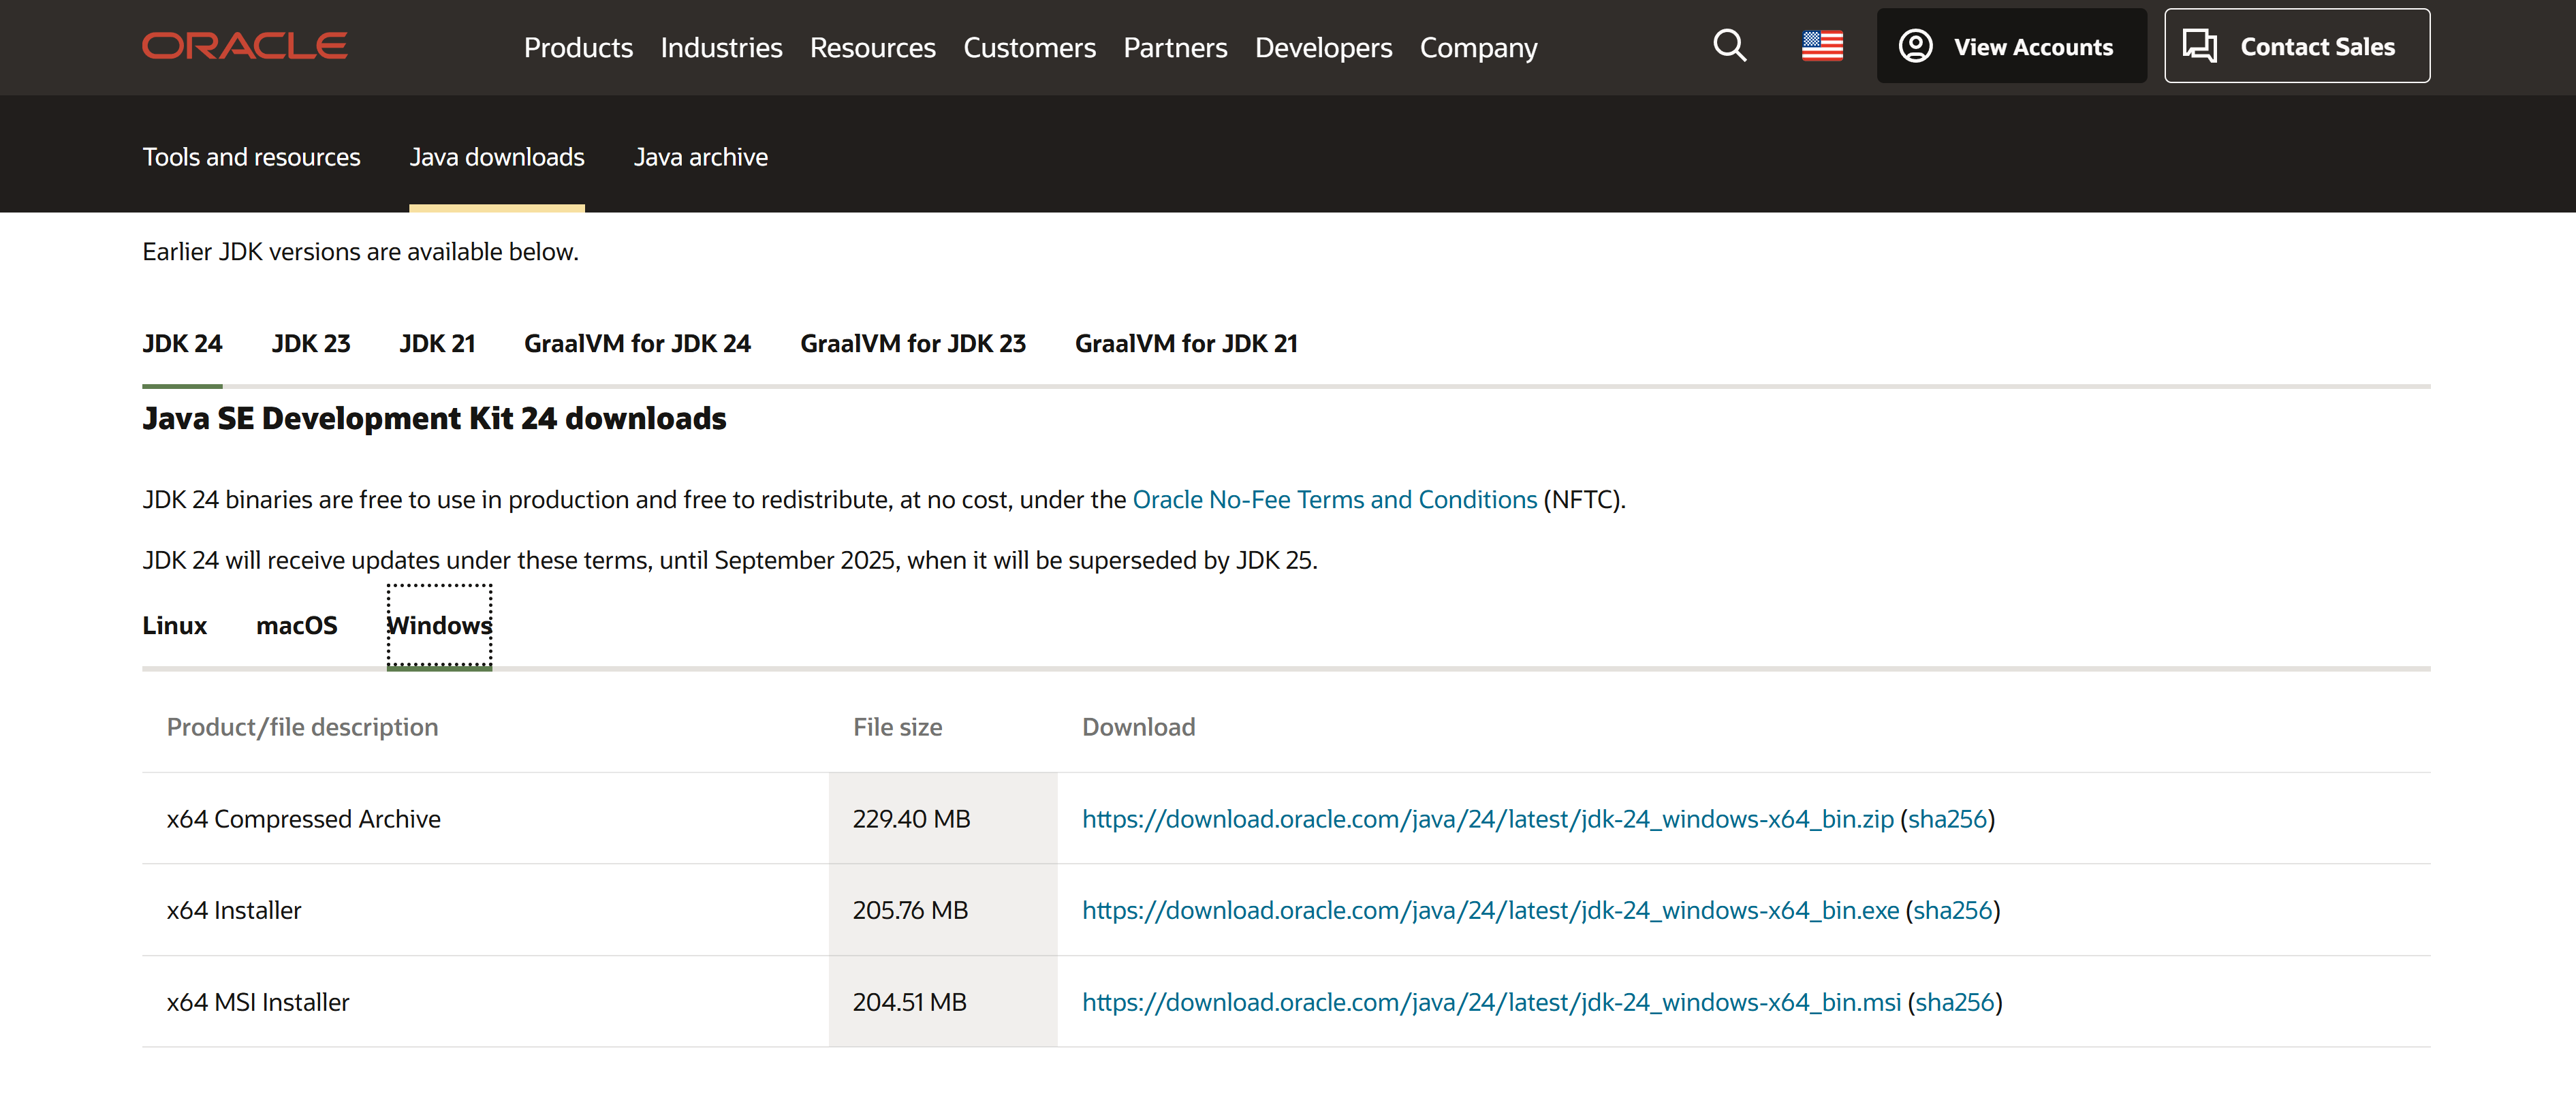 ORACLE Products Industries Resources Customers Partners Developers Company View Accounts Contact Sales
Tools and resources Java downloads Java archive
Earlier JDK versions are available below.
JDK 24 JDK 23 JDK 21 GraalVM for JDK 24 GraalVM for JDK 23 GraalVM for JDK 21
Java SE Development Kit 24 downloads
JDK 24 binaries are free to use in production and free to redistribute, at no cost, under the Oracle No-Fee Terms and Conditions (NFTC).
JDK 24 will receive updates under these terms, until September 2025, when it will be superseded by JDK 25.
Linux macOS Windows
Product/file description File size Download
x64 Compressed Archive 229.40 MB https://download.oracle.com/java/24/latest/jdk-24_windows-x64_bin.zip (sha256)
x64 Installer 205.76 MB https://download.oracle.com/java/24/latest/jdk-24_windows-x64_bin.exe (sha256)
x64 MSI Installer 204.51 MB https://download.oracle.com/java/24/latest/jdk-24_windows-x64_bin.msi (sha256)